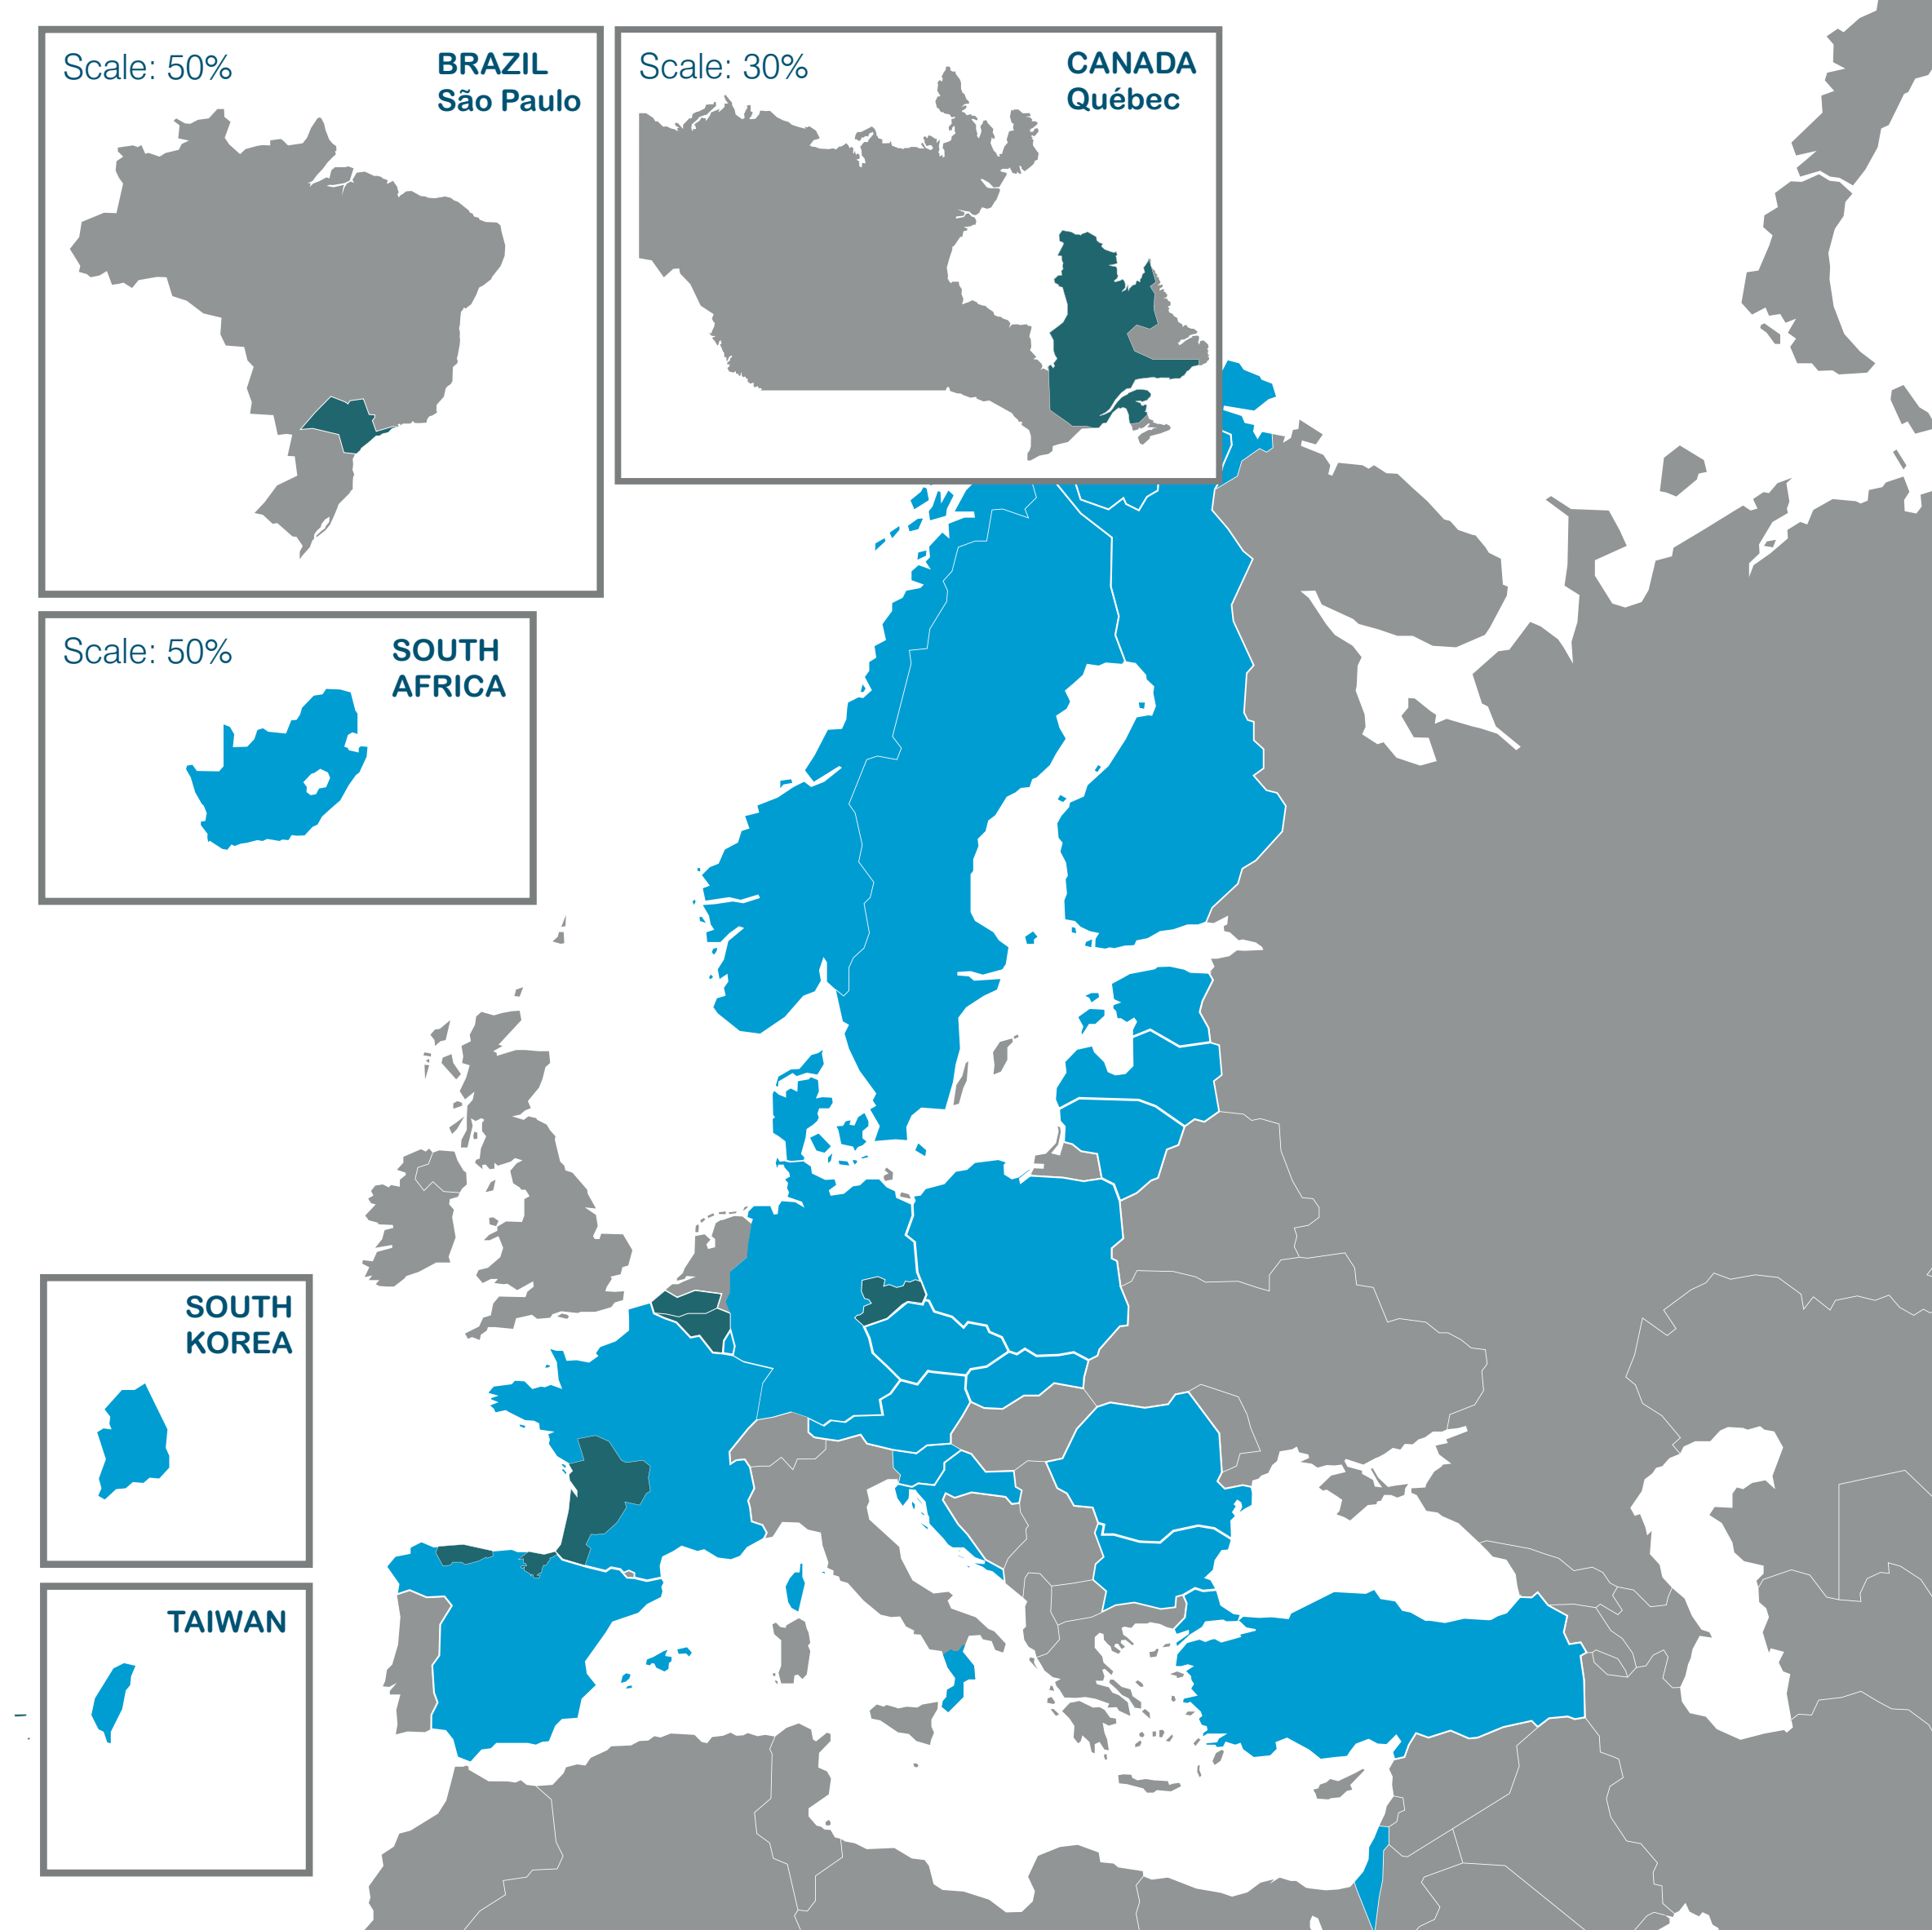 Scale: 50%
BRAZIL
São Paulo
Scale: 30%
CANADA
Québec
Scale: 50%
SOUTH
AFRICA
SOUTH
KOREA
TAIWAN